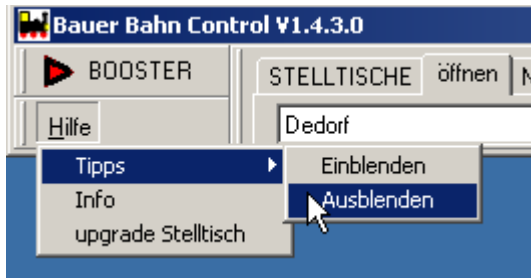 Bauer Bahn Control V1.4.3.0
BOOSTER
STELLTISCHE öffnen
Hilfe
Dedorf
Tipps
Einblenden
Info
Ausblenden
upgrade Stelltisch